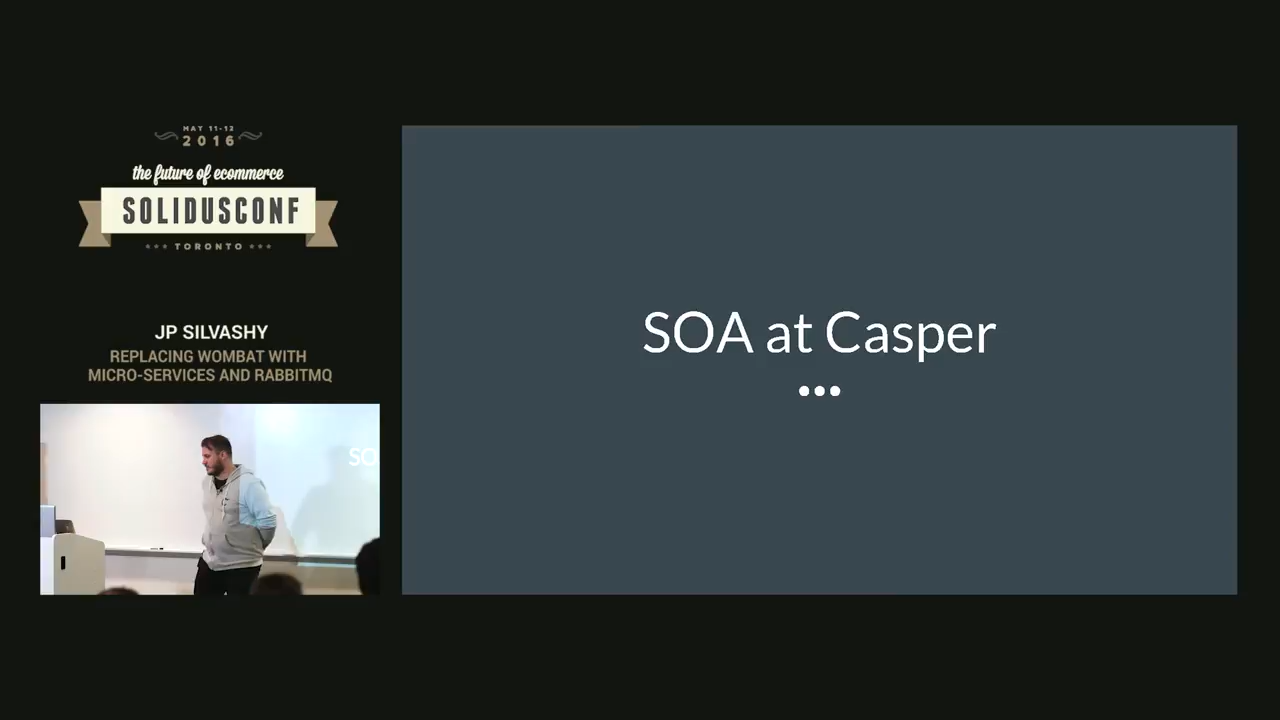 MAY 11-12
2016
the future of ecommerce
SOLIDUSCONF
TORONTO
JP SILVASHY
REPLACING WOMBAT WITH
MICRO-SERVICES AND RABBITMQ
SO
SOA at Casper